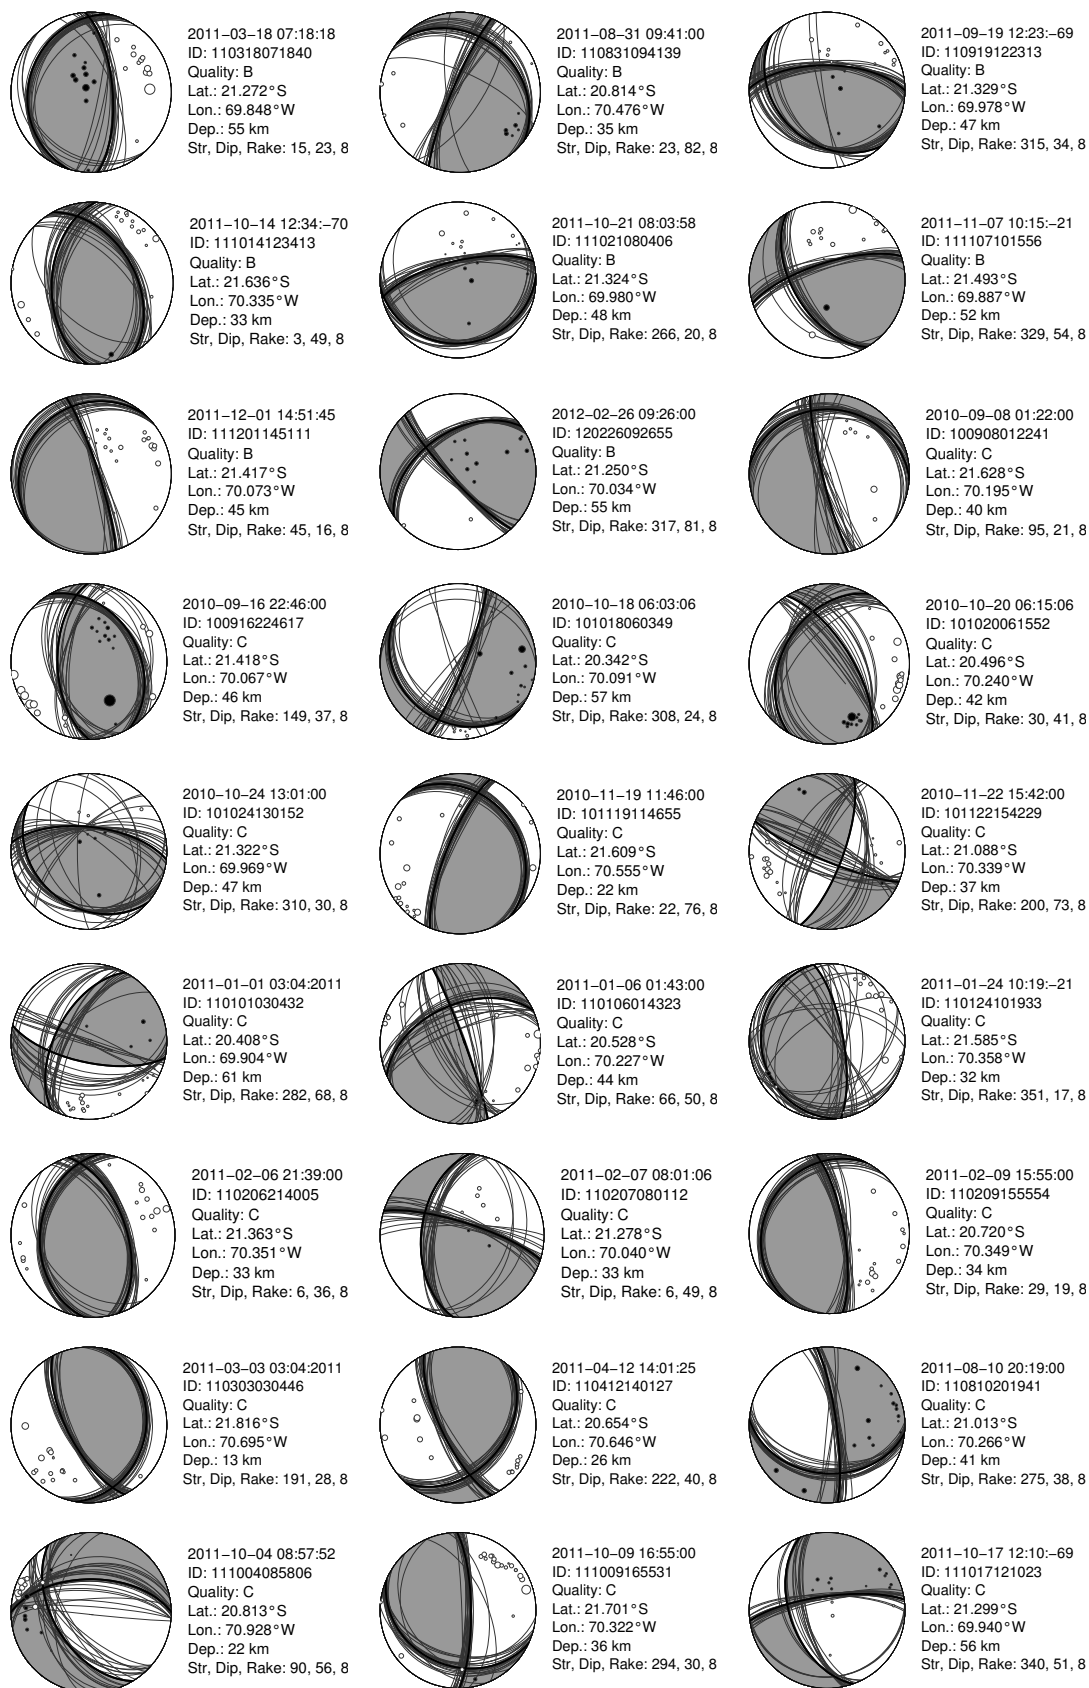 2011−03−18 07:18:18
ID: 110318071840
Quality: B
Lat.: 21.272°S
Lon.: 69.848°W
Dep.: 55 km
Str, Dip, Rake: 15, 23, 8
2011−08−31 09:41:00
ID: 110831094139
Quality: B
Lat.: 20.814°S
Lon.: 70.476°W
Dep.: 35 km
Str, Dip, Rake: 23, 82, 8
2011−09−19 12:23:−69
ID: 110919122313
Quality: B
Lat.: 21.329°S
Lon.: 69.978°W
Dep.: 47 km
Str, Dip, Rake: 315, 34, 8
2011−10−14 12:34:−70
ID: 111014123413
Quality: B
Lat.: 21.636°S
Lon.: 70.335°W
Dep.: 33 km
Str, Dip, Rake: 3, 49, 8
2011−10−21 08:03:58
ID: 111021080406
Quality: B
Lat.: 21.324°S
Lon.: 69.980°W
Dep.: 48 km
Str, Dip, Rake: 266, 20, 8
2011−11−07 10:15:−21
ID: 111107101556
Quality: B
Lat.: 21.493°S
Lon.: 69.887°W
Dep.: 52 km
Str, Dip, Rake: 329, 54, 8
2011−12−01 14:51:45
ID: 111201145111
Quality: B
Lat.: 21.417°S
Lon.: 70.073°W
Dep.: 45 km
Str, Dip, Rake: 45, 16, 8
2012−02−26 09:26:00
ID: 120226092655
Quality: B
Lat.: 21.250°S
Lon.: 70.034°W
Dep.: 55 km
Str, Dip, Rake: 317, 81, 8
2010−09−08 01:22:00
ID: 100908012241
Quality: C
Lat.: 21.628°S
Lon.: 70.195°W
Dep.: 40 km
Str, Dip, Rake: 95, 21, 8
2010−09−16 22:46:00
ID: 100916224617
Quality: C
Lat.: 21.418°S
Lon.: 70.067°W
Dep.: 46 km
Str, Dip, Rake: 149, 37, 8
2010−10−18 06:03:06
ID: 101018060349
Quality: C
Lat.: 20.342°S
Lon.: 70.091°W
Dep.: 57 km
Str, Dip, Rake: 308, 24, 8
2010−10−20 06:15:06
ID: 101020061552
Quality: C
Lat.: 20.496°S
Lon.: 70.240°W
Dep.: 42 km
Str, Dip, Rake: 30, 41, 8
2010−10−24 13:01:00
ID: 101024130152
Quality: C
Lat.: 21.322°S
Lon.: 69.969°W
Dep.: 47 km
Str, Dip, Rake: 310, 30, 8
2010−11−19 11:46:00
ID: 101119114655
Quality: C
Lat.: 21.609°S
Lon.: 70.555°W
Dep.: 22 km
Str, Dip, Rake: 22, 76, 8
2010−11−22 15:42:00
ID: 101122154229
Quality: C
Lat.: 21.088°S
Lon.: 70.339°W
Dep.: 37 km
Str, Dip, Rake: 200, 73, 8
2011−01−01 03:04:2011
ID: 110101030432
Quality: C
Lat.: 20.408°S
Lon.: 69.904°W
Dep.: 61 km
Str, Dip, Rake: 282, 68, 8
2011−01−06 01:43:00
ID: 110106014323
Quality: C
Lat.: 20.528°S
Lon.: 70.227°W
Dep.: 44 km
Str, Dip, Rake: 66, 50, 8
2011−01−24 10:19:−21
ID: 110124101933
Quality: C
Lat.: 21.585°S
Lon.: 70.358°W
Dep.: 32 km
Str, Dip, Rake: 351, 17, 8
2011−02−06 21:39:00
ID: 110206214005
Quality: C
Lat.: 21.363°S
Lon.: 70.351°W
Dep.: 33 km
Str, Dip, Rake: 6, 36, 8
2011−02−07 08:01:06
ID: 110207080112
Quality: C
Lat.: 21.278°S
Lon.: 70.040°W
Dep.: 33 km
Str, Dip, Rake: 6, 49, 8
2011−02−09 15:55:00
ID: 110209155554
Quality: C
Lat.: 20.720°S
Lon.: 70.349°W
Dep.: 34 km
Str, Dip, Rake: 29, 19, 8
2011−03−03 03:04:2011
ID: 110303030446
Quality: C
Lat.: 21.816°S
Lon.: 70.695°W
Dep.: 13 km
Str, Dip, Rake: 191, 28, 8
2011−04−12 14:01:25
ID: 110412140127
Quality: C
Lat.: 20.654°S
Lon.: 70.646°W
Dep.: 26 km
Str, Dip, Rake: 222, 40, 8
2011−08−10 20:19:00
ID: 110810201941
Quality: C
Lat.: 21.013°S
Lon.: 70.266°W
Dep.: 41 km
Str, Dip, Rake: 275, 38, 8
2011−10−04 08:57:52
ID: 111004085806
Quality: C
Lat.: 20.813°S
Lon.: 70.928°W
Dep.: 22 km
Str, Dip, Rake: 90, 56, 8
2011−10−09 16:55:00
ID: 111009165531
Quality: C
Lat.: 21.701°S
Lon.: 70.322°W
Dep.: 36 km
Str, Dip, Rake: 294, 30, 8
2011−10−17 12:10:−69
ID: 111017121023
Quality: C
Lat.: 21.299°S
Lon.: 69.940°W
Dep.: 56 km
Str, Dip, Rake: 340, 51, 8